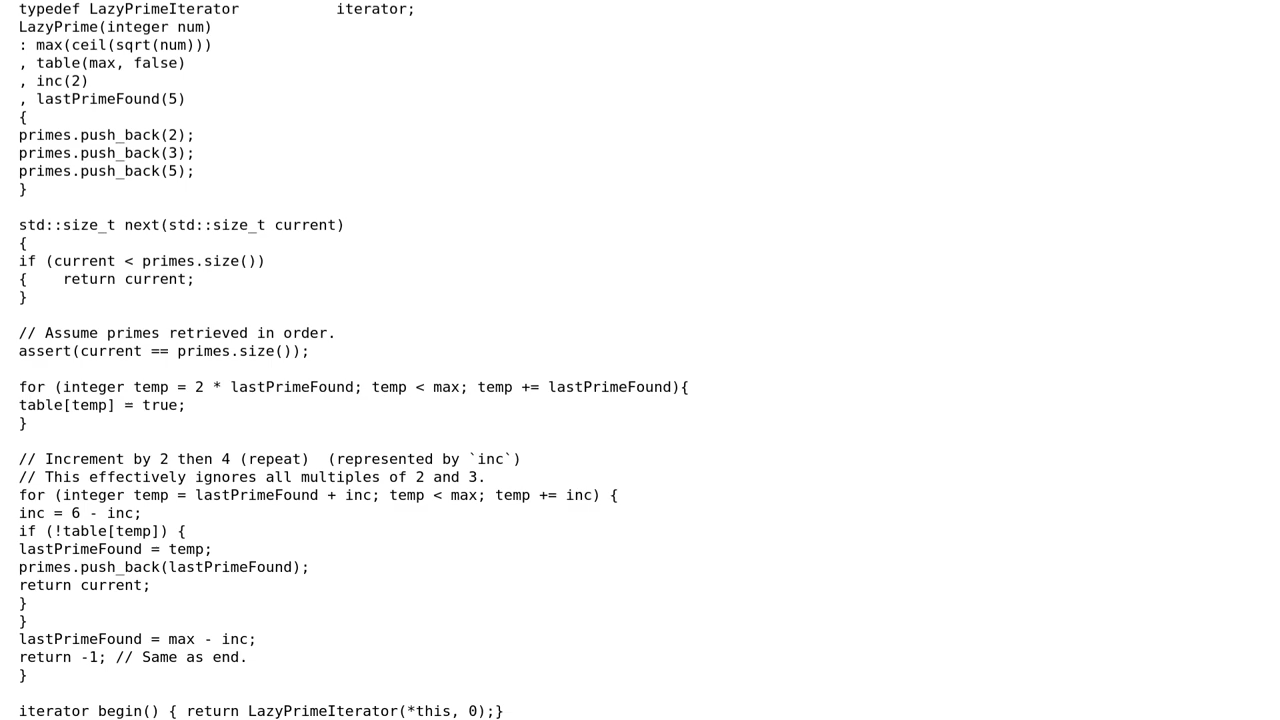 typedef LazyPrimeIterator           iterator;
LazyPrime(integer num)
: max(ceil(sqrt(num)))
, table(max, false)
, inc(2)
, lastPrimeFound(5)
{
primes.push_back(2);
primes.push_back(3);
primes.push_back(5);
}

std::size_t next(std::size_t current)
{
if (current < primes.size())
{    return current;
}

// Assume primes retrieved in order.
assert(current == primes.size());

for (integer temp = 2 * lastPrimeFound; temp < max; temp += lastPrimeFound){
table[temp] = true;
}

// Increment by 2 then 4 (repeat)  (represented by `inc`)
// This effectively ignores all multiples of 2 and 3.
for (integer temp = lastPrimeFound + inc; temp < max; temp += inc) {
inc = 6 - inc;
if (!table[temp]) {
lastPrimeFound = temp;
primes.push_back(lastPrimeFound);
return current;
}
}
lastPrimeFound = max - inc;
return -1; // Same as end.
}

iterator begin() { return LazyPrimeIterator(*this, 0);}